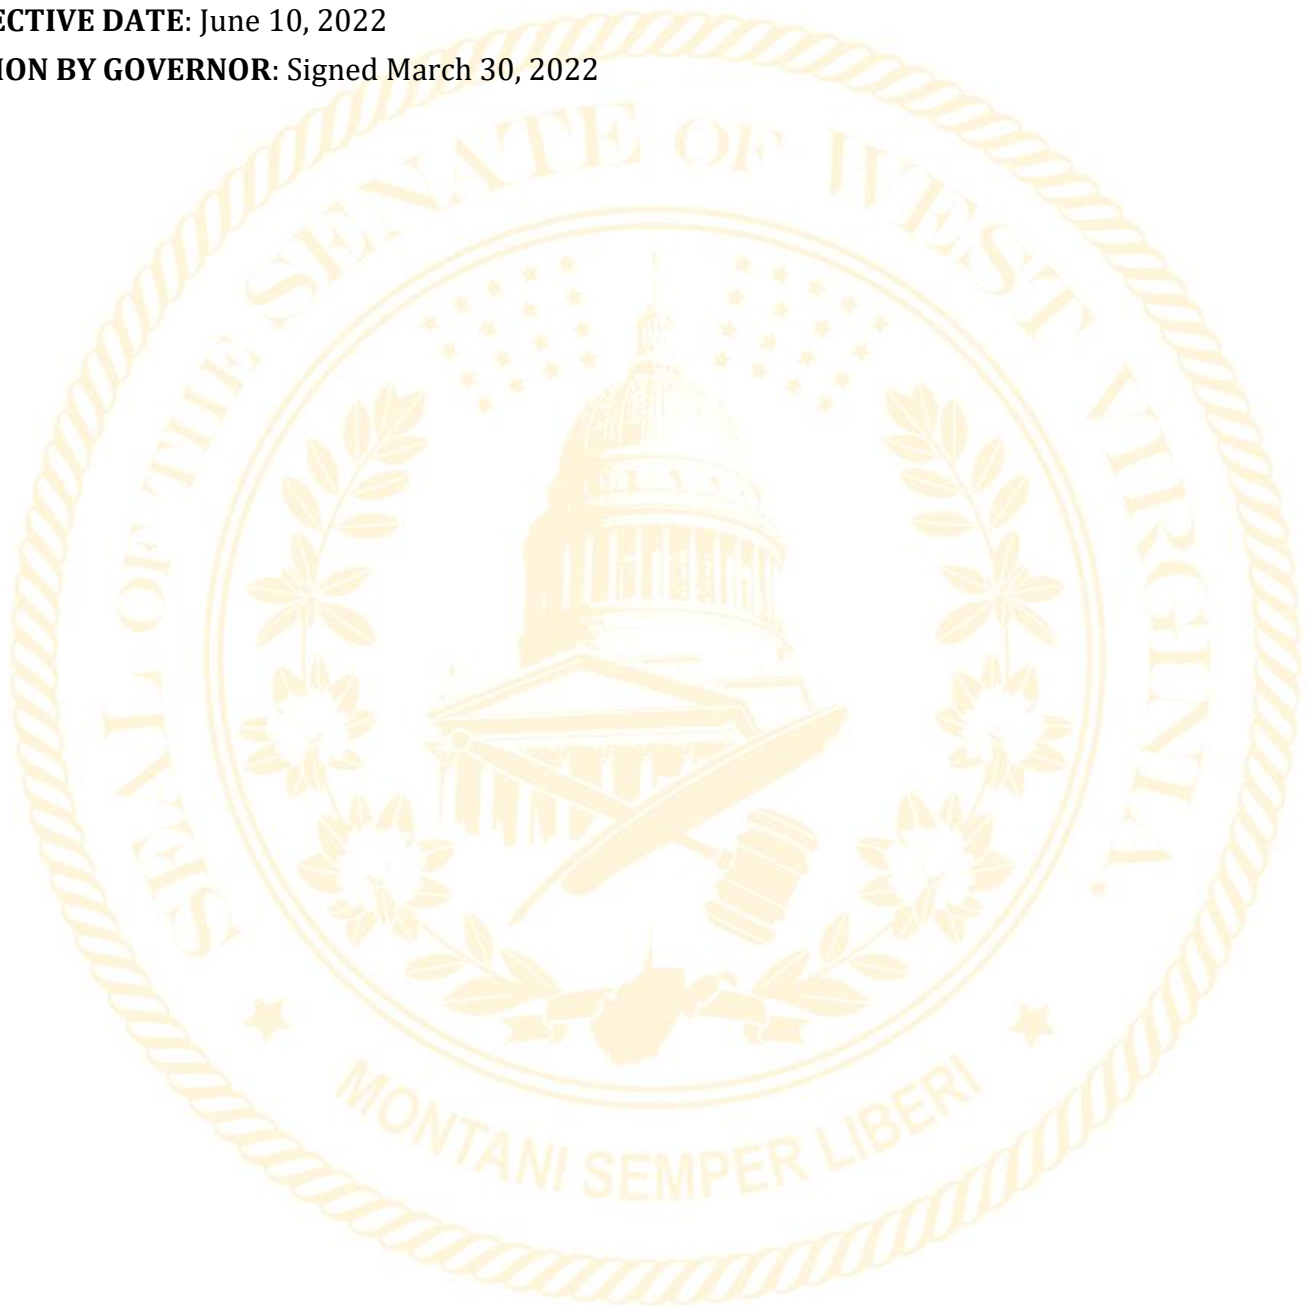 ECTIVE DATE: June 10, 2022
ION BY GOVERNOR: Signed March 30, 2022
SEAL OF THE SENATE OF WEST VIRGINIA
MONTANI SEMPER LIBERI